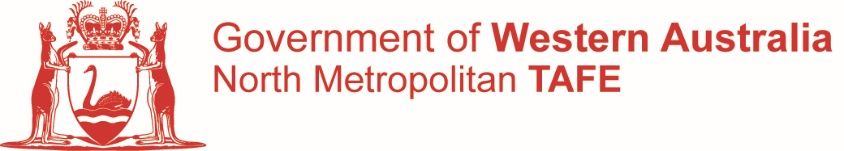 Government of Western Australia
North Metropolitan TAFE